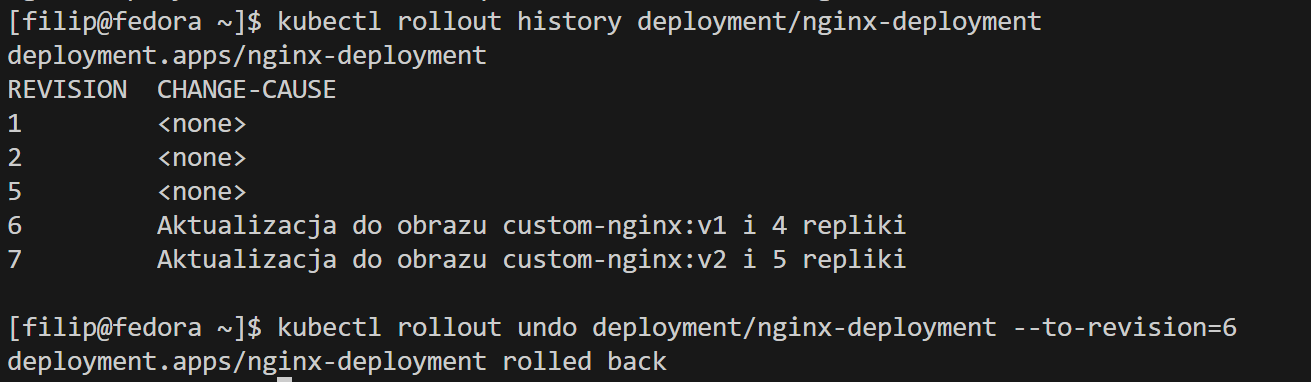 [filip@fedora ~]$ kubectl rollout history deployment/nginx-deployment
deployment.apps/nginx-deployment
REVISION  CHANGE-CAUSE
1         <none>
2         <none>
5         <none>
6         Aktualizacja do obrazu custom-nginx:v1 i 4 repliki
7         Aktualizacja do obrazu custom-nginx:v2 i 5 repliki
[filip@fedora ~]$ kubectl rollout undo deployment/nginx-deployment --to-revision=6
deployment.apps/nginx-deployment rolled back